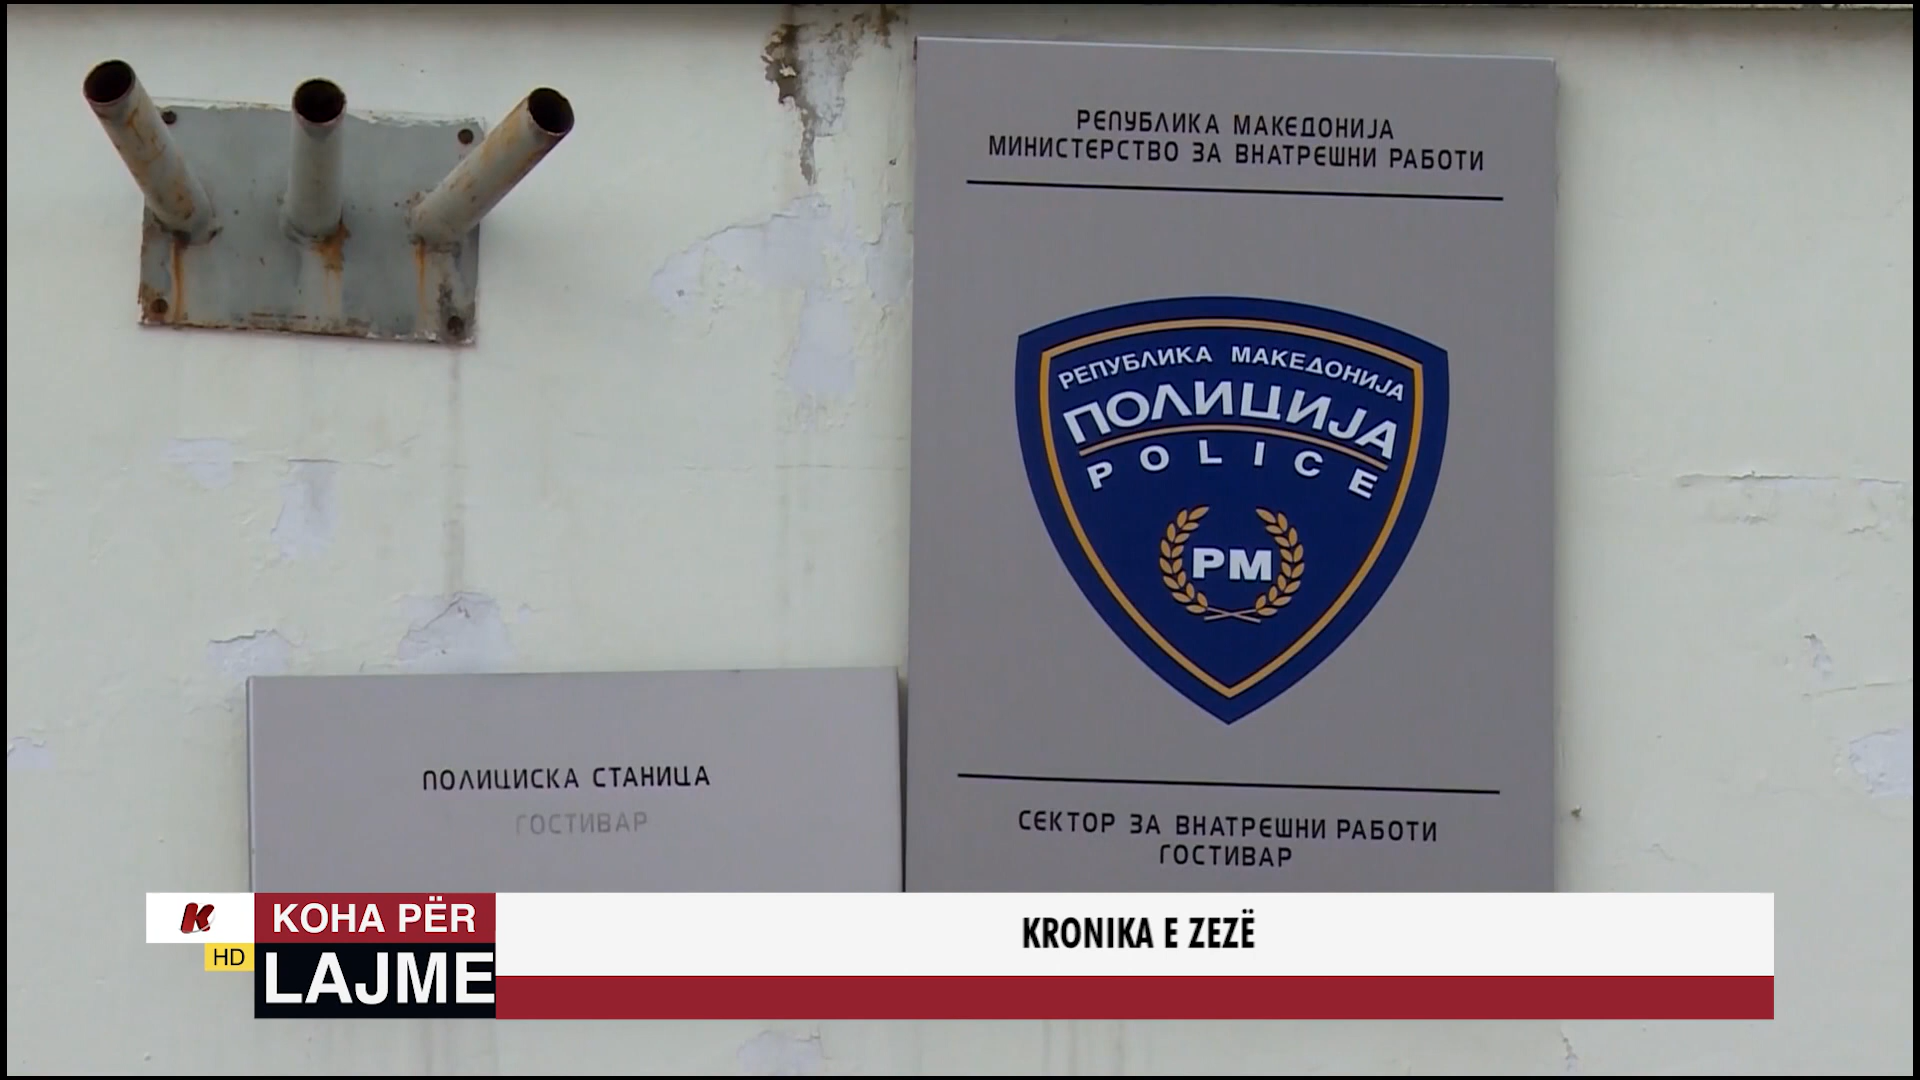 РЕПУБЛИКА МАКЕДОНИЈА
МИНИСТЕРСТВО ЗА ВНАТРЕШНИ РАБОТИ
РЕПУБЛИКА МАКЕДОНИЈА
ПОЛИЦИЈА
POLICE
РМ
СЕКТОР ЗА ВНАТРЕШНИ РАБОТИ
ГОСТИВАР
ПОЛИЦИСКА СТАНИЦА
ГОСТИВАР
K
HD
KOHA PËR
LAJME
KRONIKA E ZEZË